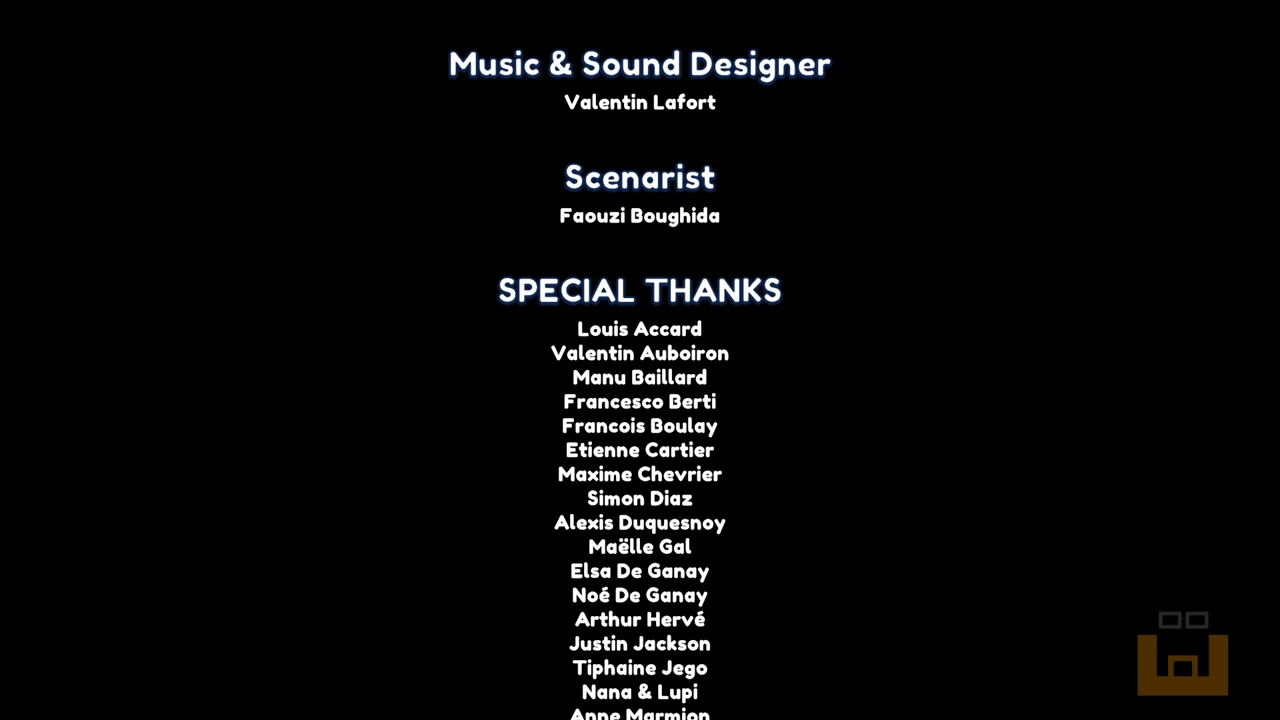 Music & Sound Designer
Valentin Lafort
Scenarist
Faouzi Boughida
SPECIAL THANKS
Louis Accard
Valentin Auboiron
Manu Baillard
Francesco Berti
Francois Boulay
Etienne Cartier
Maxime Chevrier
Simon Diaz
Alexis Duquesnoy
Maëlle Gal
Elsa De Ganay
Noé De Ganay
Arthur Hervé
Justin Jackson
Tiphaine Jego
Nana & Lupi
Anne Marmion